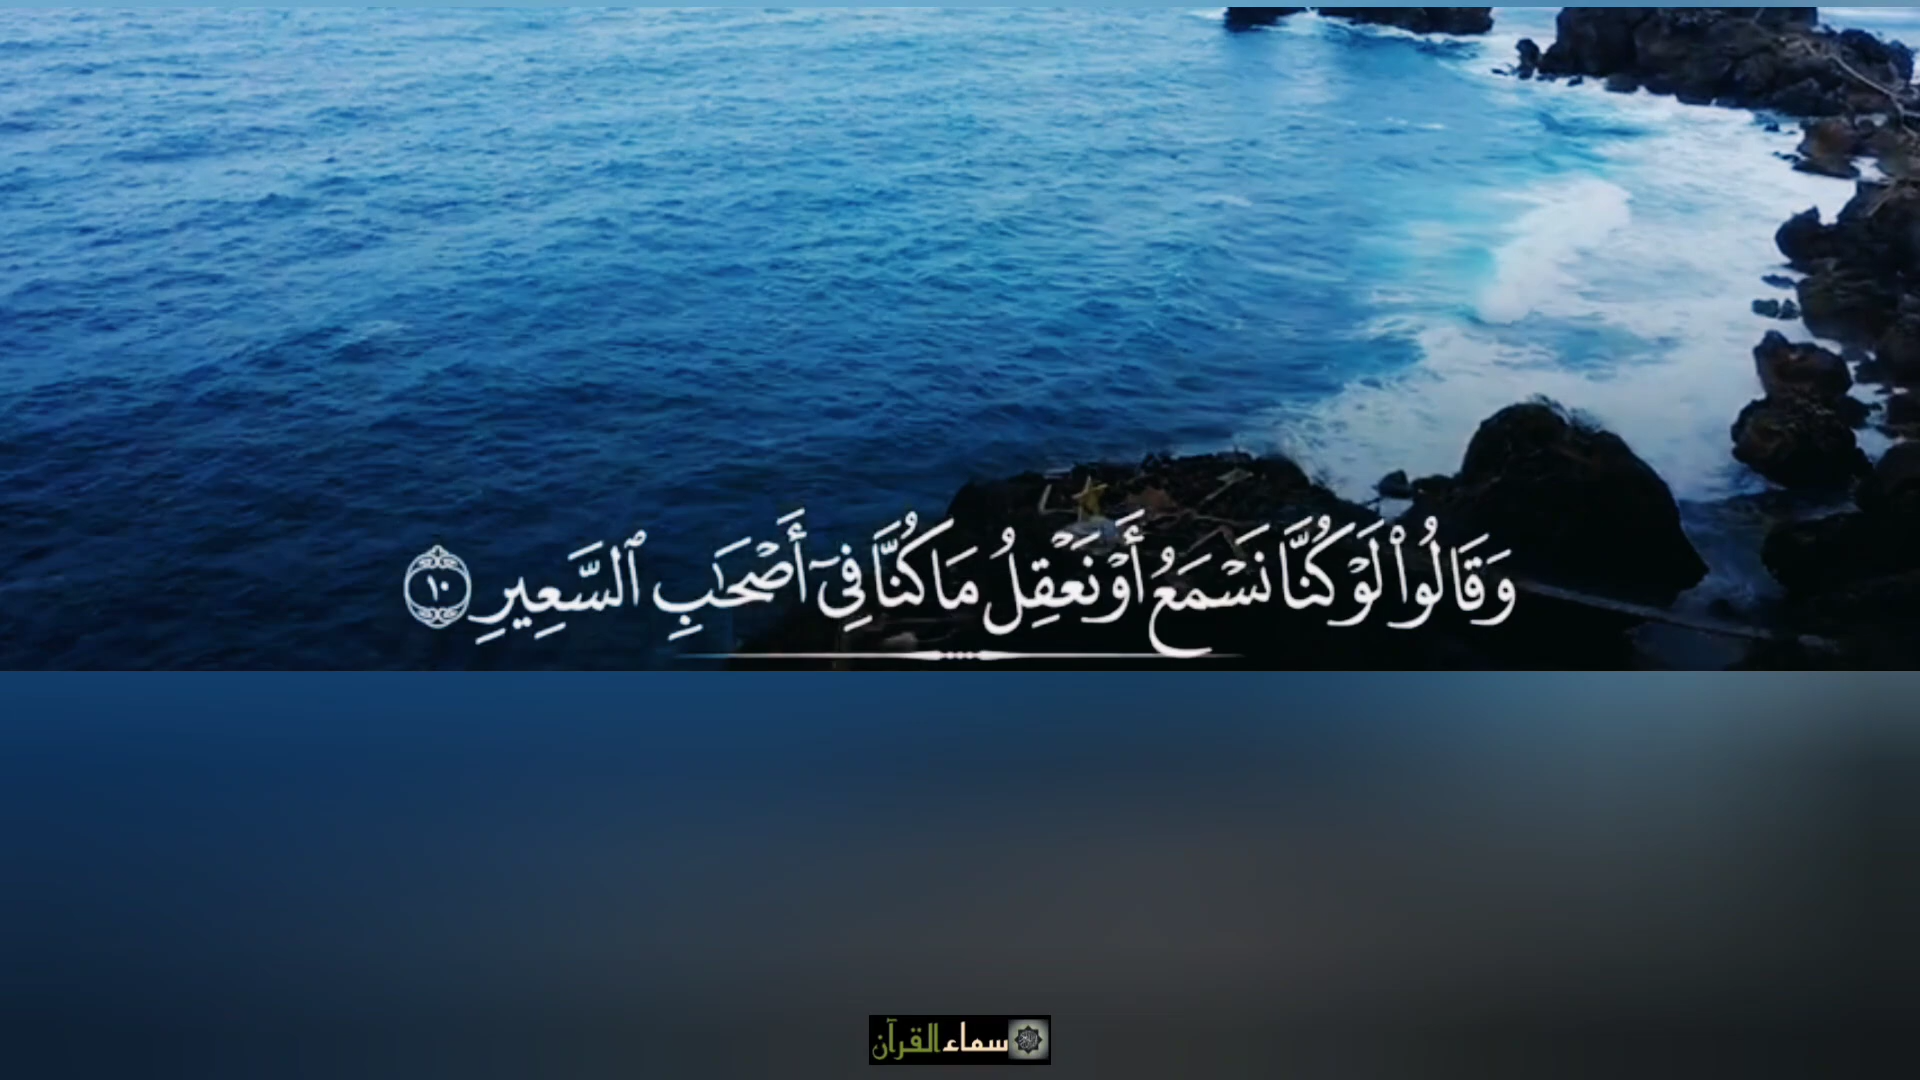 وَقَالُوا۟ لَوْ كُنَّا نَسْمَعُ أَوْ نَعْقِلُ مَا كُنَّا فِىٓ أَصْحَـٰبِ ٱلسَّعِيرِ ١٠
سماء القرآن